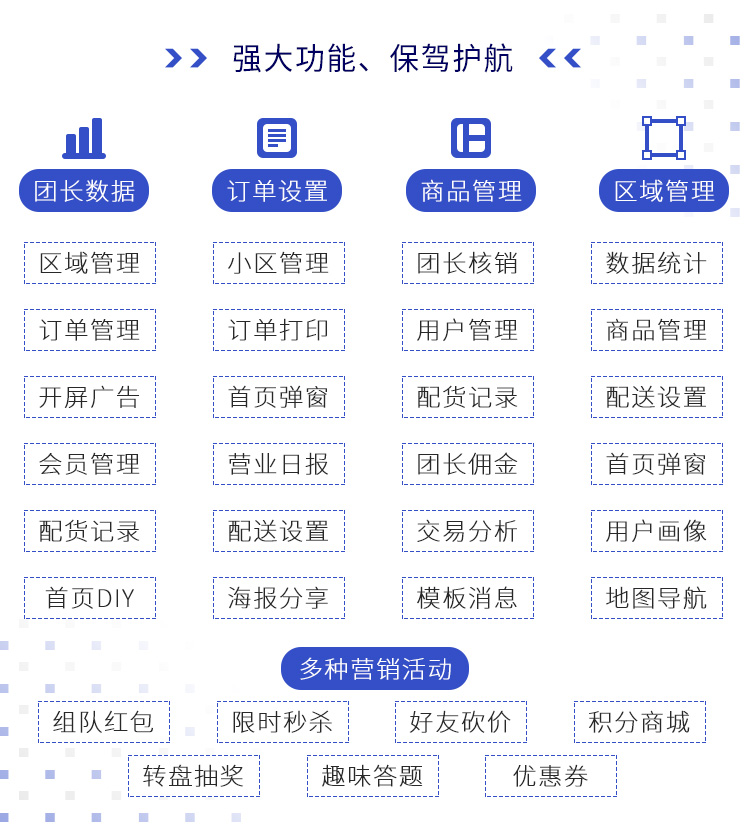 强大功能、保驾护航
团长数据 订单设置 商品管理 区域管理
区域管理 小区管理 团长核销 数据统计
订单管理 订单打印 用户管理 商品管理
开屏广告 首页弹窗 配货记录 配送设置
会员管理 营业日报 团长佣金 首页弹窗
配货记录 配送设置 交易分析 用户画像
首页DIY 海报分享 模板消息 地图导航
多种营销活动
组队红包 限时秒杀 好友砍价 积分商城
转盘抽奖 趣味答题 优惠券